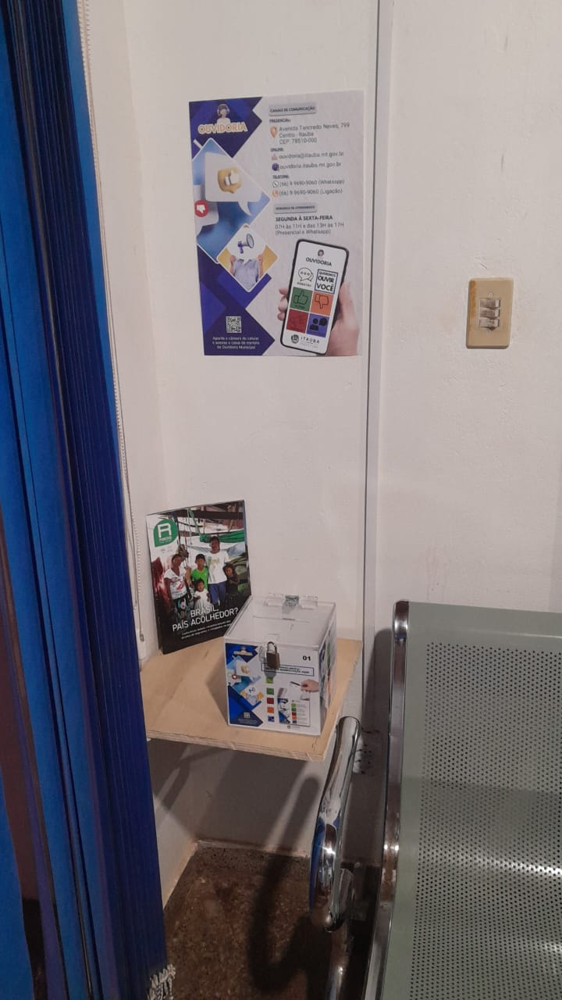 OUVIDORIA
CANAIS DE COMUNICAÇÃO
PRESENCIAL:
Avenida Tancredo Neves, 799
Centro - Itaúba
CEP: 78510-000
ONLINE:
ouvidoria@itauba.mt.gov.br
ouvidoria.itauba.mt.gov.br
TELEFONE:
(66) 9 9690-9060 (Whatsapp)
(66) 9 9690-9060 (Ligação)
HORÁRIOS DE ATENDIMENTO
SEGUNDA À SEXTA-FEIRA
07H às 11H e das 13H às 17H
(Presencial e Whatsapp)
OUVIDORIA
QUEREMOS
OUVIR
VOCÊ
ITAÚBA
Aponte a câmera do celular
e acesse o canal de contato
da Ouvidoria Municipal
R
BRASIL,
PAÍS ACOLHEDOR?
01